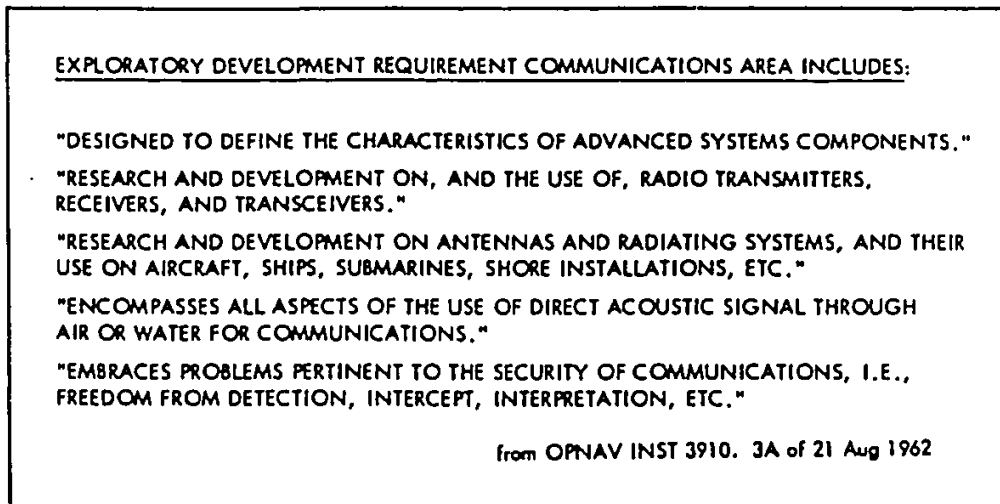 EXPLORATORY DEVELOPMENT REQUIREMENT COMMUNICATIONS AREA INCLUDES:
"DESIGNED TO DEFINE THE CHARACTERISTICS OF ADVANCED SYSTEMS COMPONENTS."
"RESEARCH AND DEVELOPMENT ON, AND THE USE OF, RADIO TRANSMITTERS,
RECEIVERS, AND TRANSCEIVERS."
"RESEARCH AND DEVELOPMENT ON ANTENNAS AND RADIATING SYSTEMS, AND THEIR
USE ON AIRCRAFT, SHIPS, SUBMARINES, SHORE INSTALLATIONS, ETC."
"ENCOMPASSES ALL ASPECTS OF THE USE OF DIRECT ACOUSTIC SIGNAL THROUGH
AIR OR WATER FOR COMMUNICATIONS."
"EMBRACES PROBLEMS PERTINENT TO THE SECURITY OF COMMUNICATIONS, I.E.,
FREEDOM FROM DETECTION, INTERCEPT, INTERPRETATION, ETC."
from OPNAV INST 3910. 3A of 21 Aug 1962